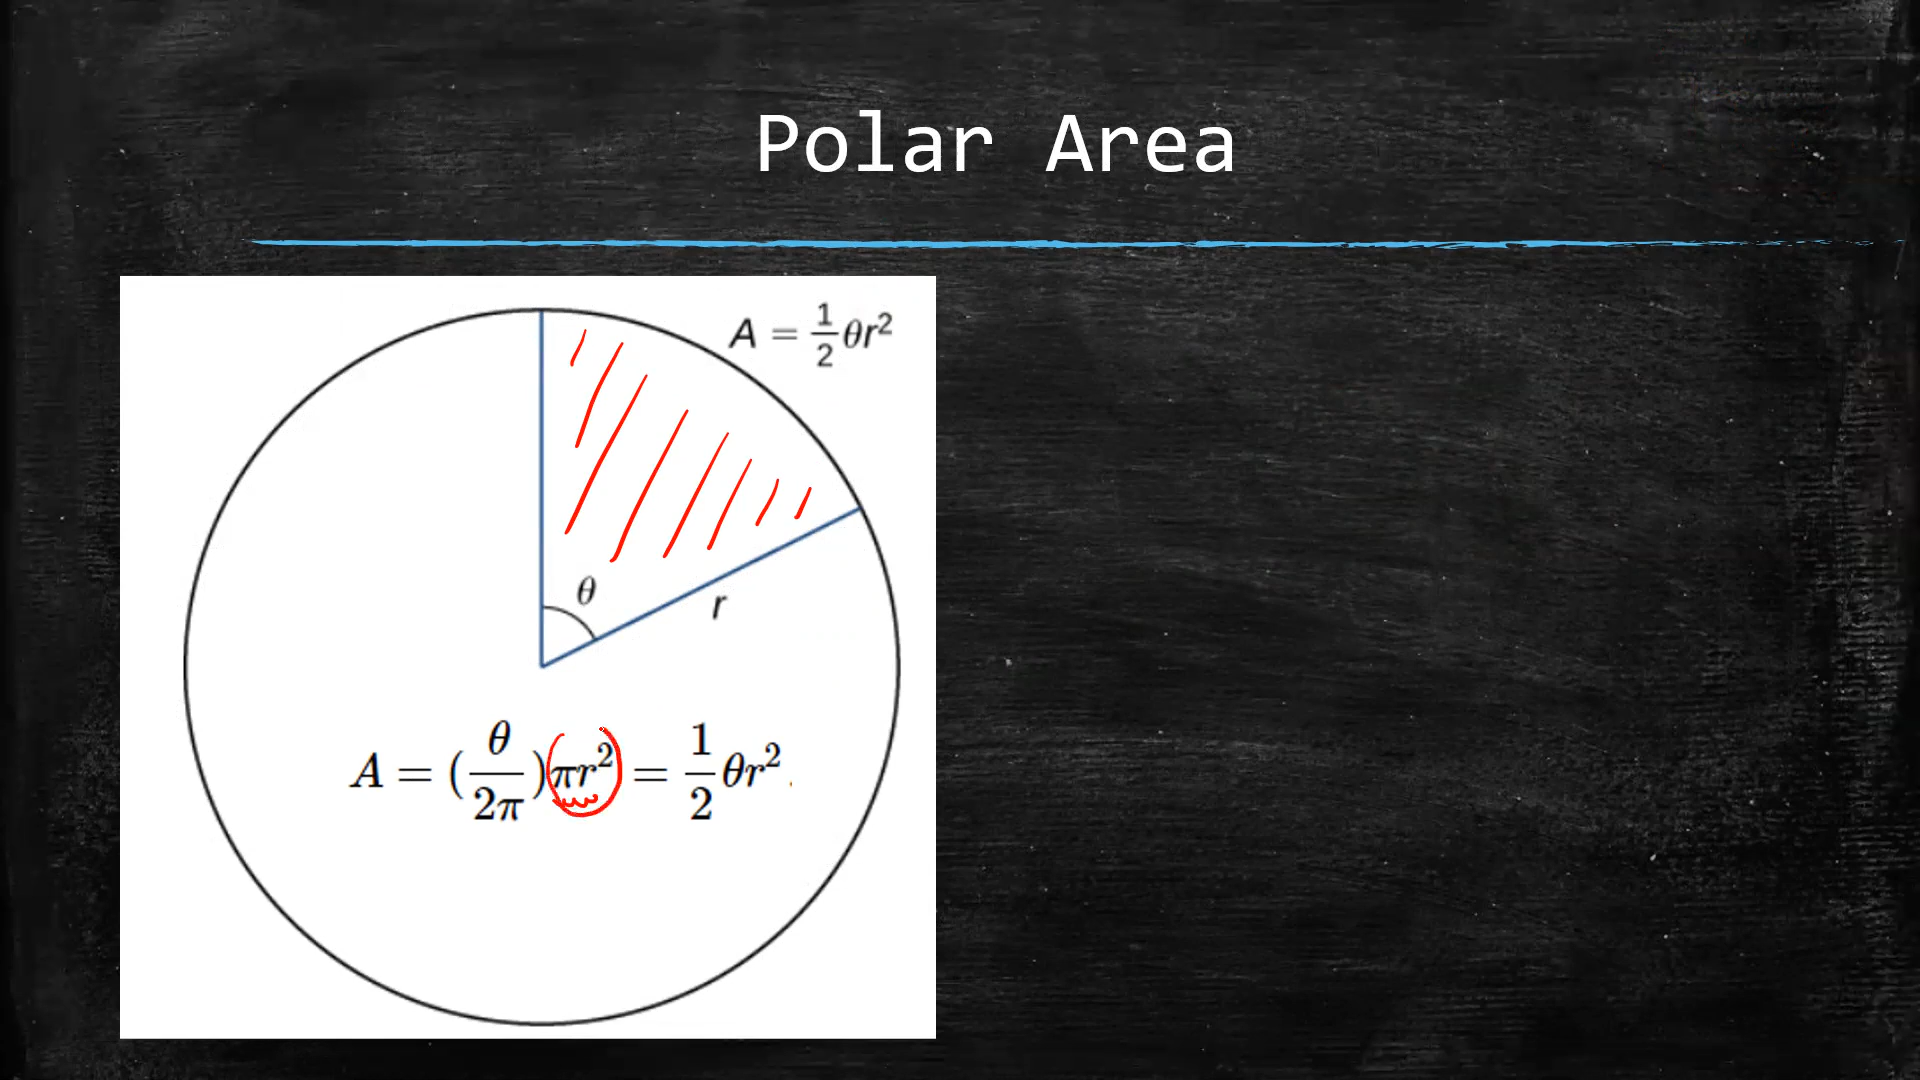 Polar Area
A = 1/2 θr²
θ
r
A = (θ/2π)πr² = 1/2 θr².